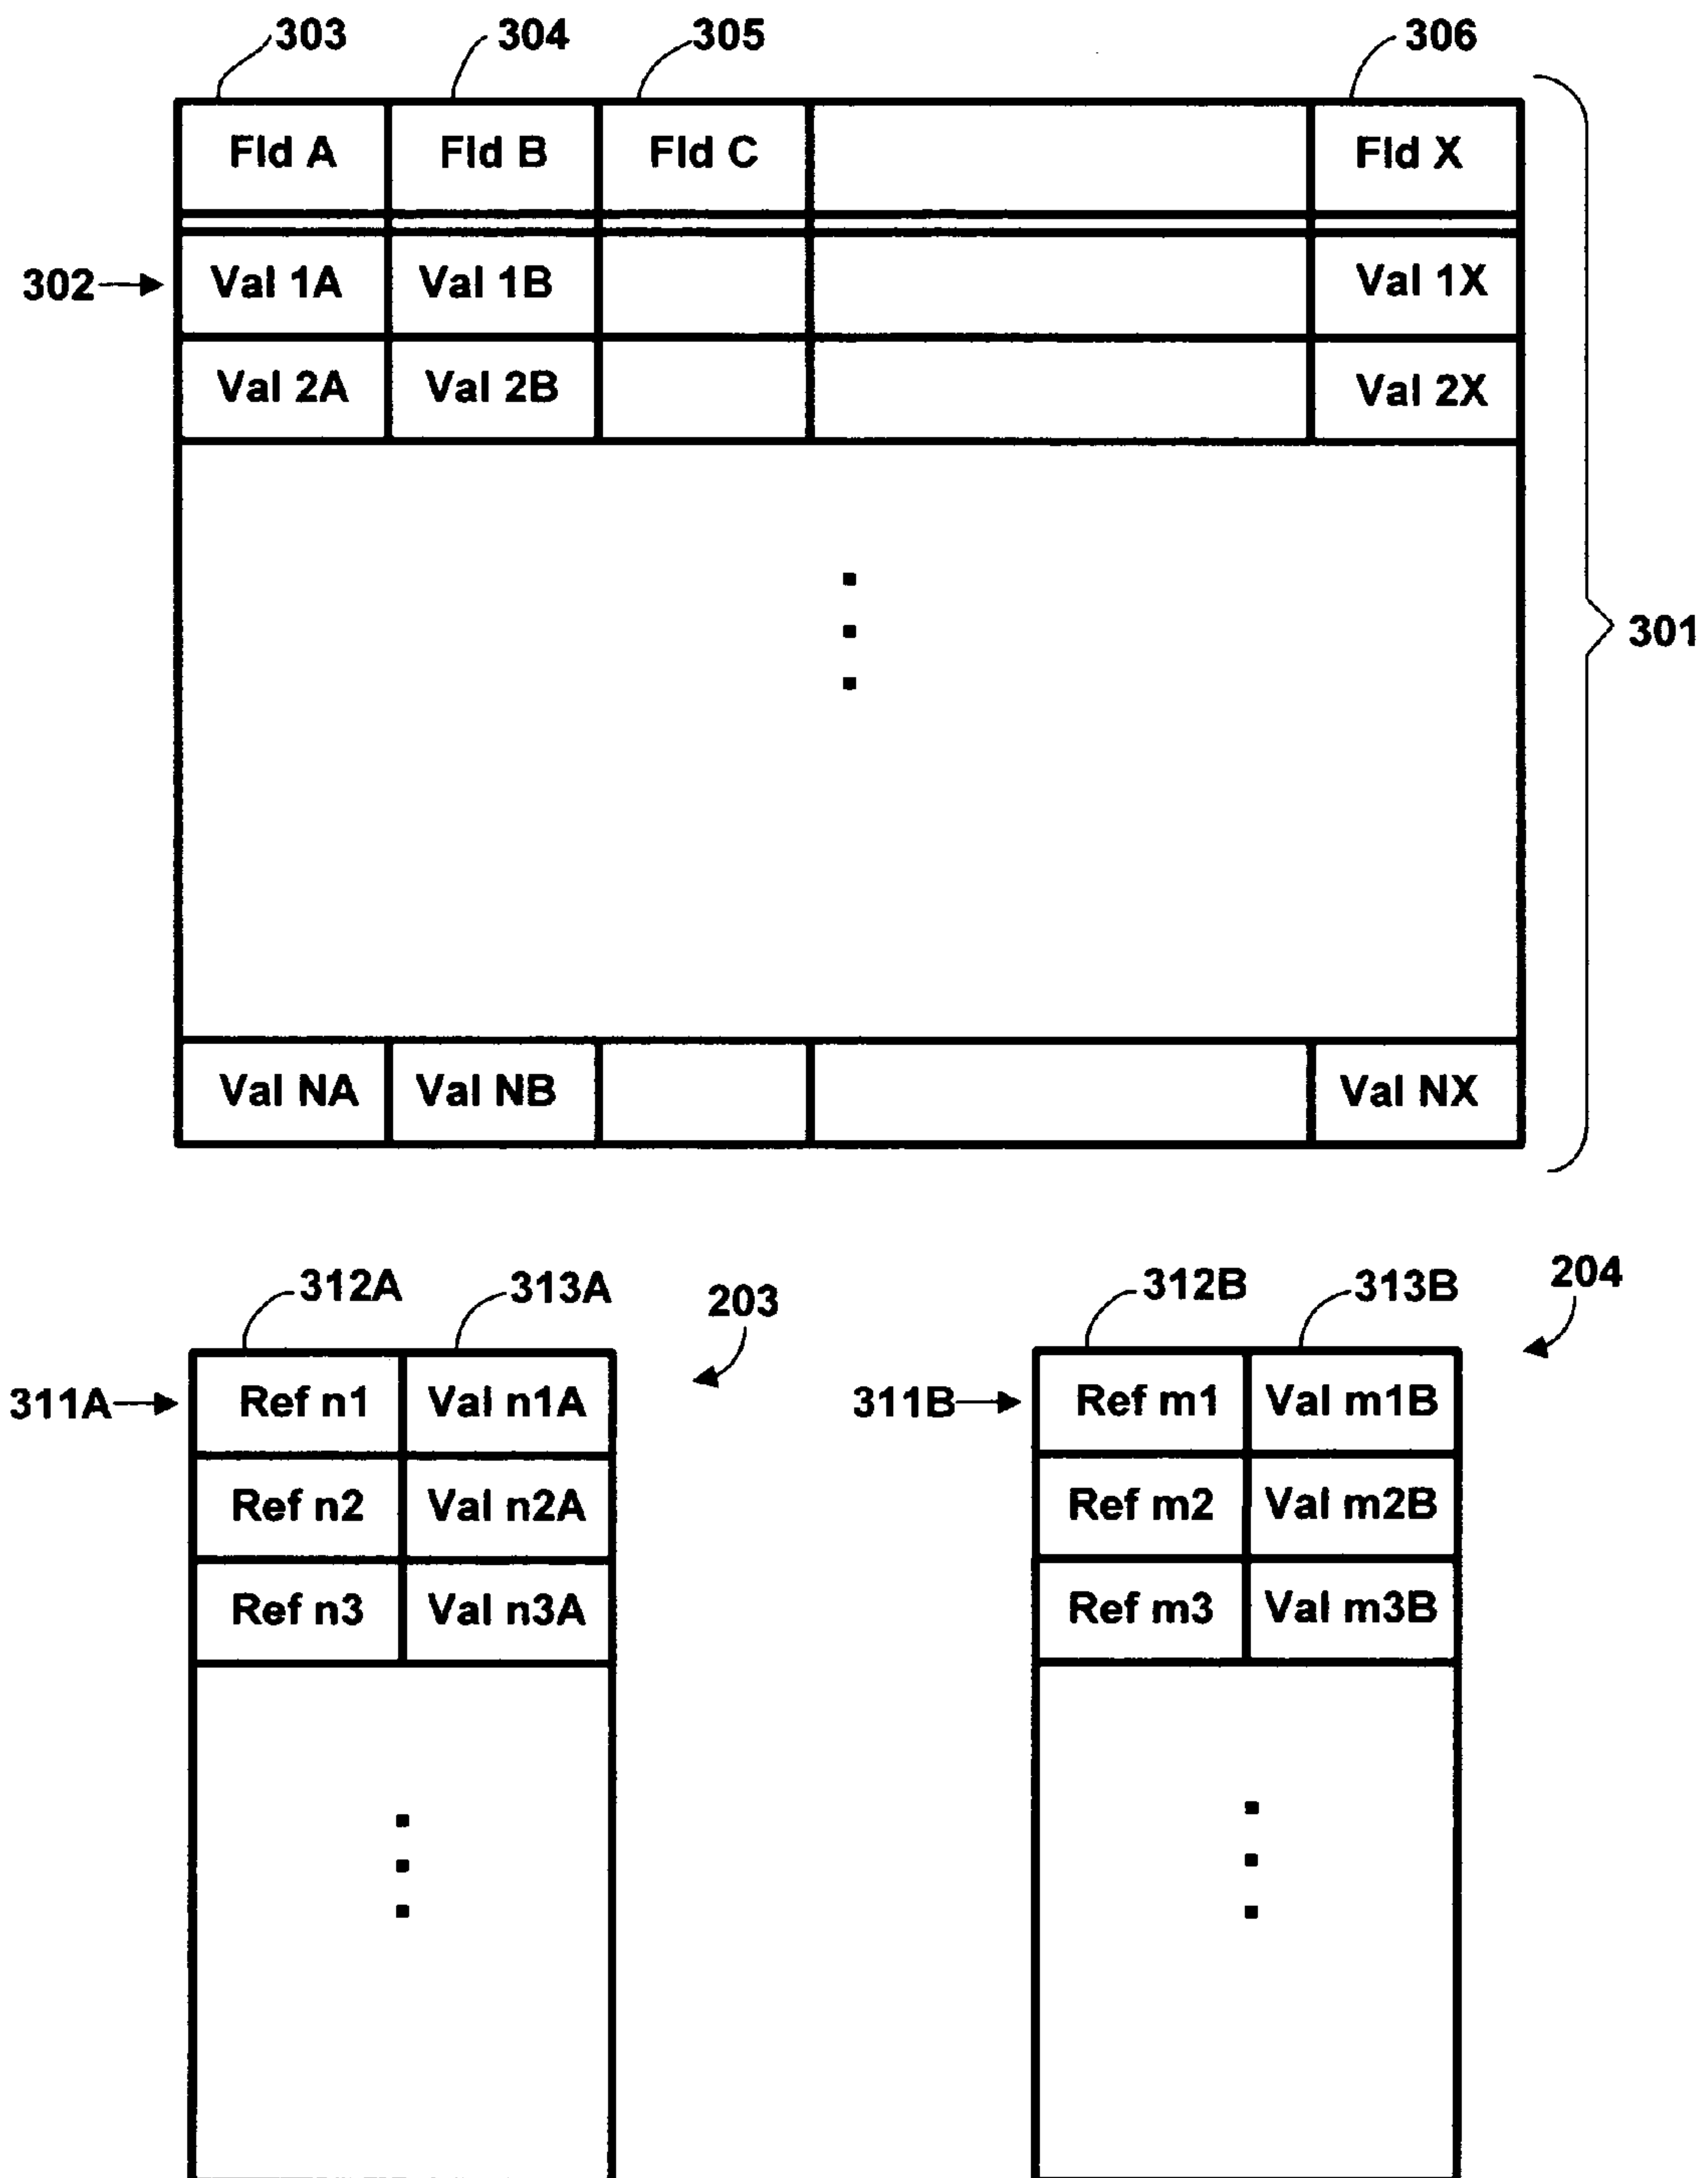 303 304 305 306
Fld A Fld B Fld C Fld X
302 Val 1A Val 1B Val 1X
Val 2A Val 2B Val 2X
301
Val NA Val NB Val NX
312A 313A 203 312B 313B 204
311A Ref n1 Val n1A 311B Ref m1 Val m1B
Ref n2 Val n2A Ref m2 Val m2B
Ref n3 Val n3A Ref m3 Val m3B